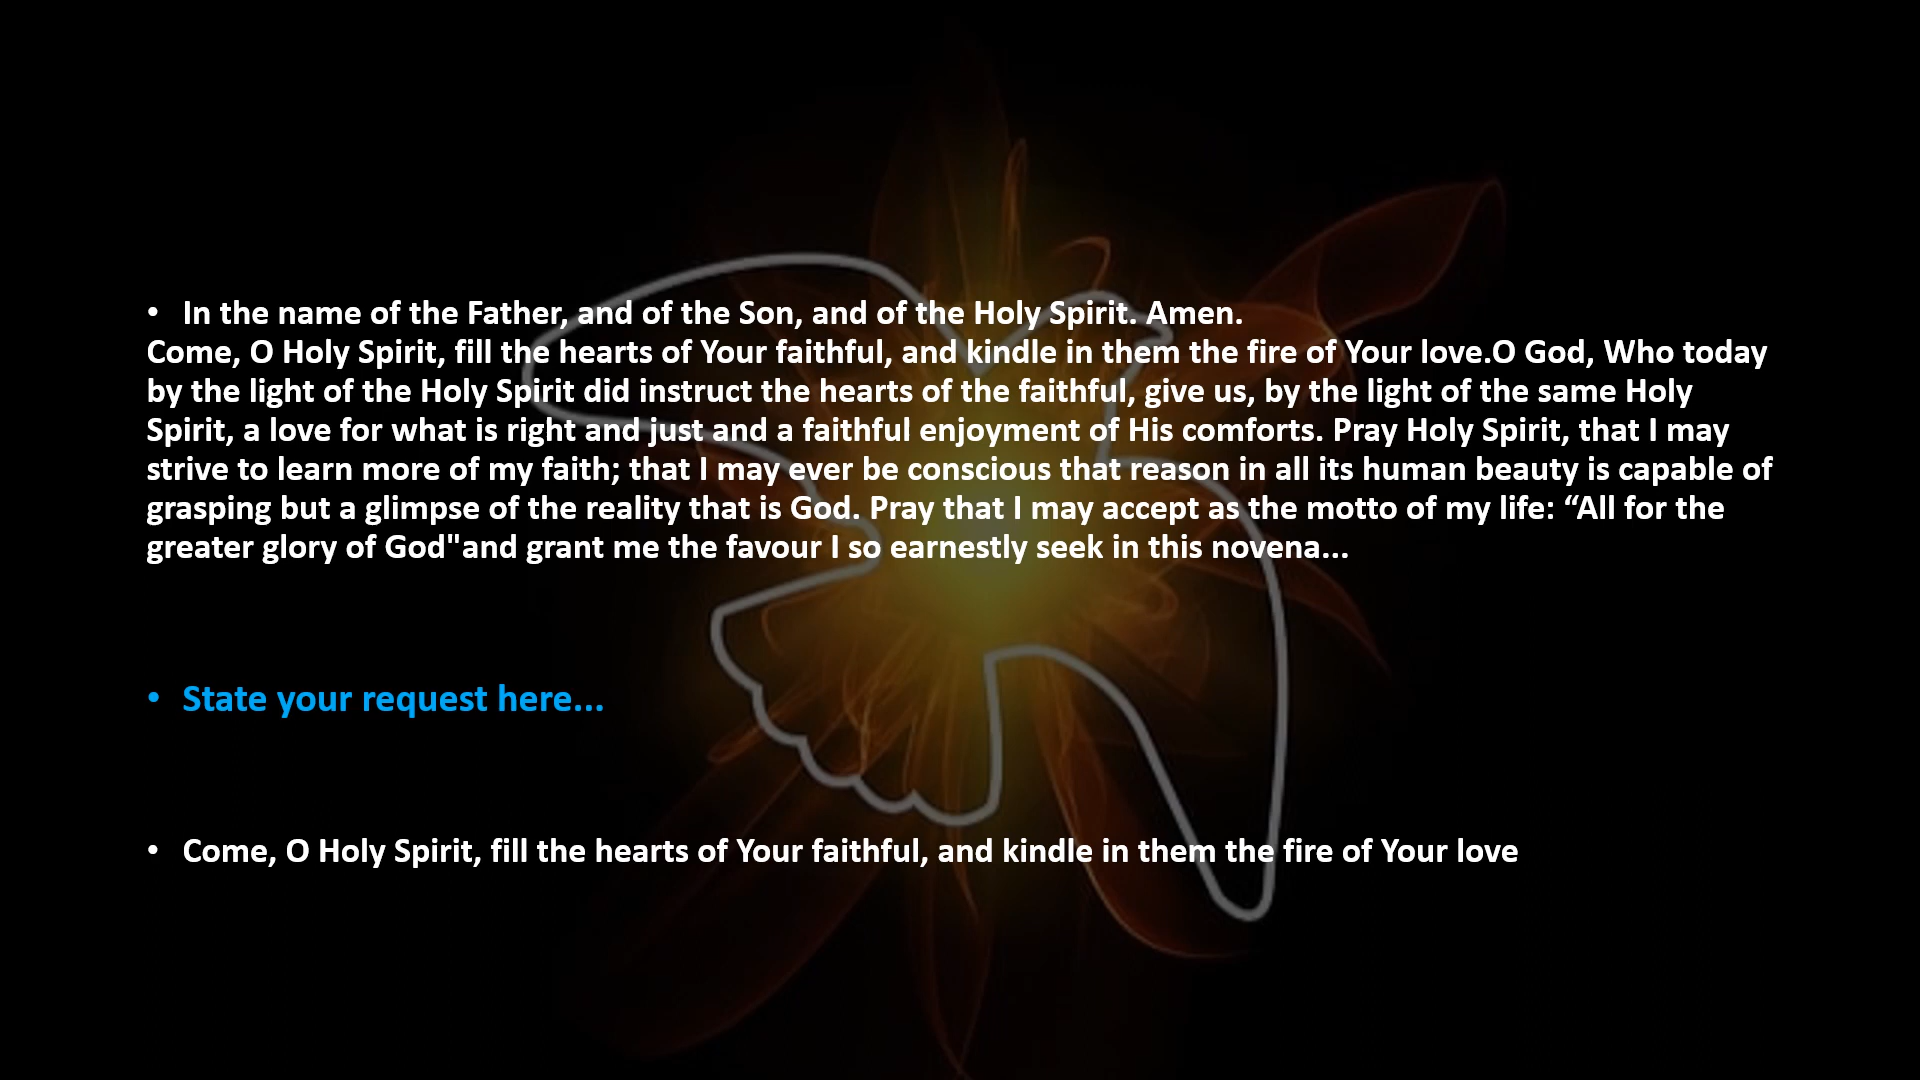 • In the name of the Father, and of the Son, and of the Holy Spirit. Amen.
Come, O Holy Spirit, fill the hearts of Your faithful, and kindle in them the fire of Your love.O God, Who today
by the light of the Holy Spirit did instruct the hearts of the faithful, give us, by the light of the same Holy
Spirit, a love for what is right and just and a faithful enjoyment of His comforts. Pray Holy Spirit, that I may
strive to learn more of my faith; that I may ever be conscious that reason in all its human beauty is capable of
grasping but a glimpse of the reality that is God. Pray that I may accept as the motto of my life: “All for the
greater glory of God"and grant me the favour I so earnestly seek in this novena...
• State your request here...
• Come, O Holy Spirit, fill the hearts of Your faithful, and kindle in them the fire of Your love